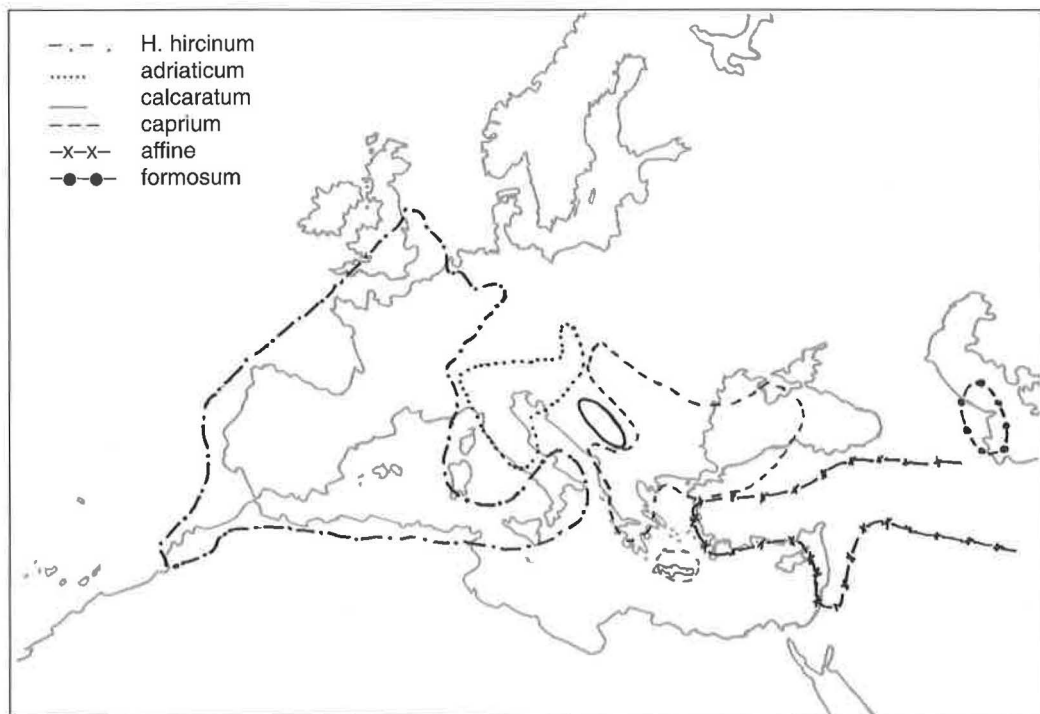 H. hircinum
adriaticum
calcaratum
caprium
affine
formosum